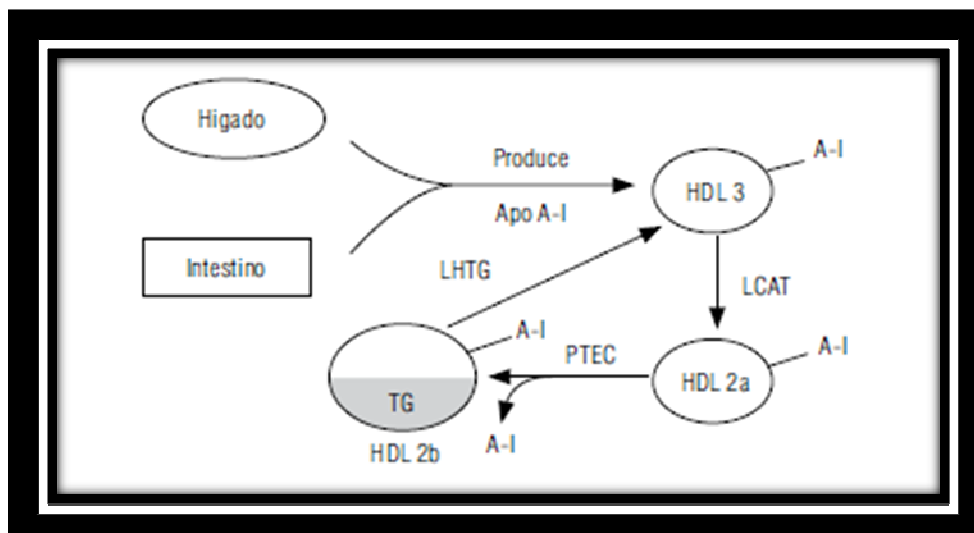 Higado
Produce
Apo A-I
HDL 3
A-I
Intestino
LHTG
LCAT
A-I
PTEC
A-I
HDL 2a
TG
HDL 2b
A-I